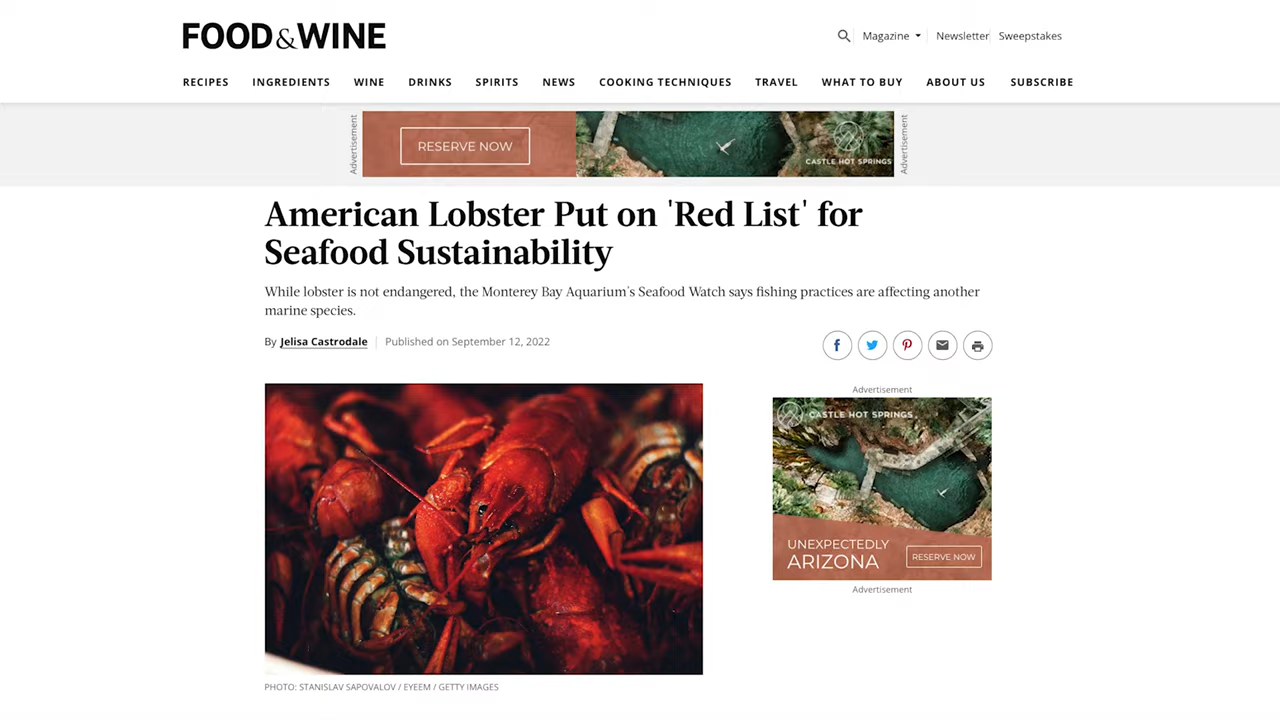 FOOD&WINE
Magazine
Newsletter
Sweepstakes
RECIPES INGREDIENTS WINE DRINKS SPIRITS NEWS COOKING TECHNIQUES TRAVEL WHAT TO BUY ABOUT US SUBSCRIBE
Advertisement
RESERVE NOW
CASTLE HOT SPRINGS
Advertisement
American Lobster Put on 'Red List' for
Seafood Sustainability
While lobster is not endangered, the Monterey Bay Aquarium's Seafood Watch says fishing practices are affecting another
marine species.
By Jelisa Castrodale Published on September 12, 2022
Advertisement
CASTLE HOT SPRINGS
UNEXPECTEDLY
ARIZONA
RESERVE NOW
Advertisement
PHOTO: STANISLAV SAPOVALOV / EYEEM / GETTY IMAGES